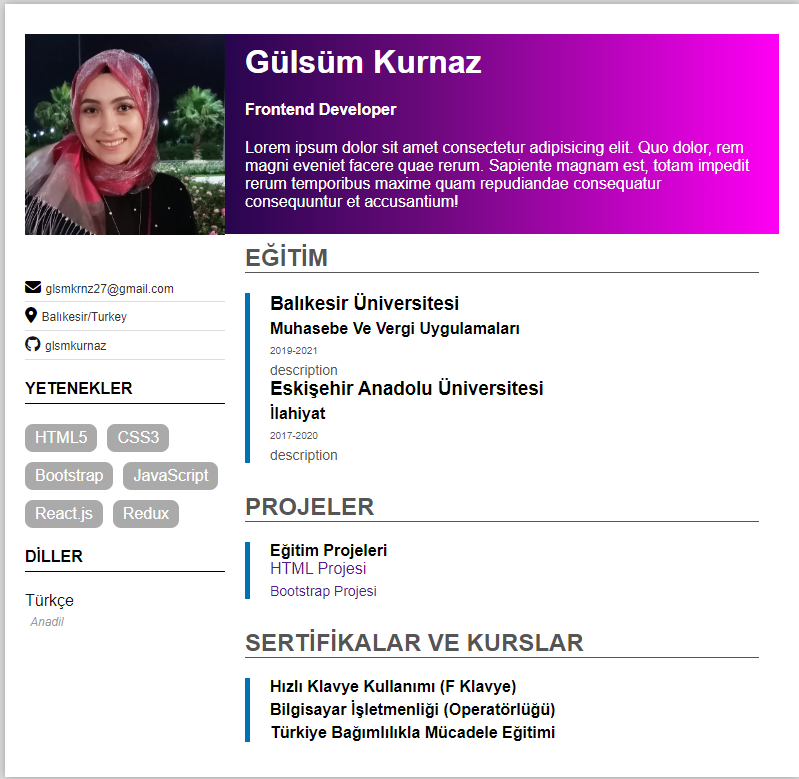 Gülsüm Kurnaz
Frontend Developer
Lorem ipsum dolor sit amet consectetur adipisicing elit. Quo dolor, rem
magni eveniet facere quae rerum. Sapiente magnam est, totam impedit
rerum temporibus maxime quam repudiandae consequatur
consequuntur et accusantium!
glsmkrnz27@gmail.com
Balıkesir/Turkey
glsmkurnaz
YETENEKLER
HTML5 CSS3
Bootstrap JavaScript
React.js Redux
DİLLER
Türkçe
Anadil
EĞİTİM
Balıkesir Üniversitesi
Muhasebe Ve Vergi Uygulamaları
2019-2021
description
Eskişehir Anadolu Üniversitesi
İlahiyat
2017-2020
description
PROJELER
Eğitim Projeleri
HTML Projesi
Bootstrap Projesi
SERTİFİKALAR VE KURSLAR
Hızlı Klavye Kullanımı (F Klavye)
Bilgisayar İşletmenliği (Operatörlüğü)
Türkiye Bağımlılıkla Mücadele Eğitimi